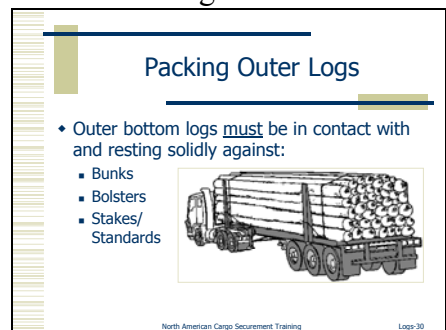 Packing Outer Logs
Outer bottom logs must be in contact with
and resting solidly against:
Bunks
Bolsters
Stakes/
Standards
North American Cargo Securement Training
Logs-30